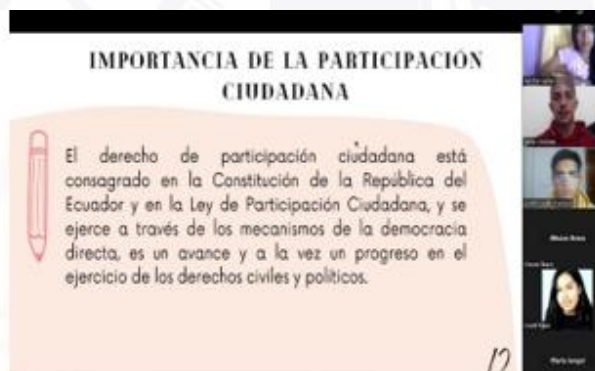 IMPORTANCIA DE LA PARTICIPACIÓN
CIUDADANA
El derecho de participación ciudadana está
consagrado en la Constitución de la República del
Ecuador y en la Ley de Participación Ciudadana, y se
ejerce a través de los mecanismos de la democracia
directa, es un avance y a la vez un progreso en el
ejercicio de los derechos civiles y políticos.
12